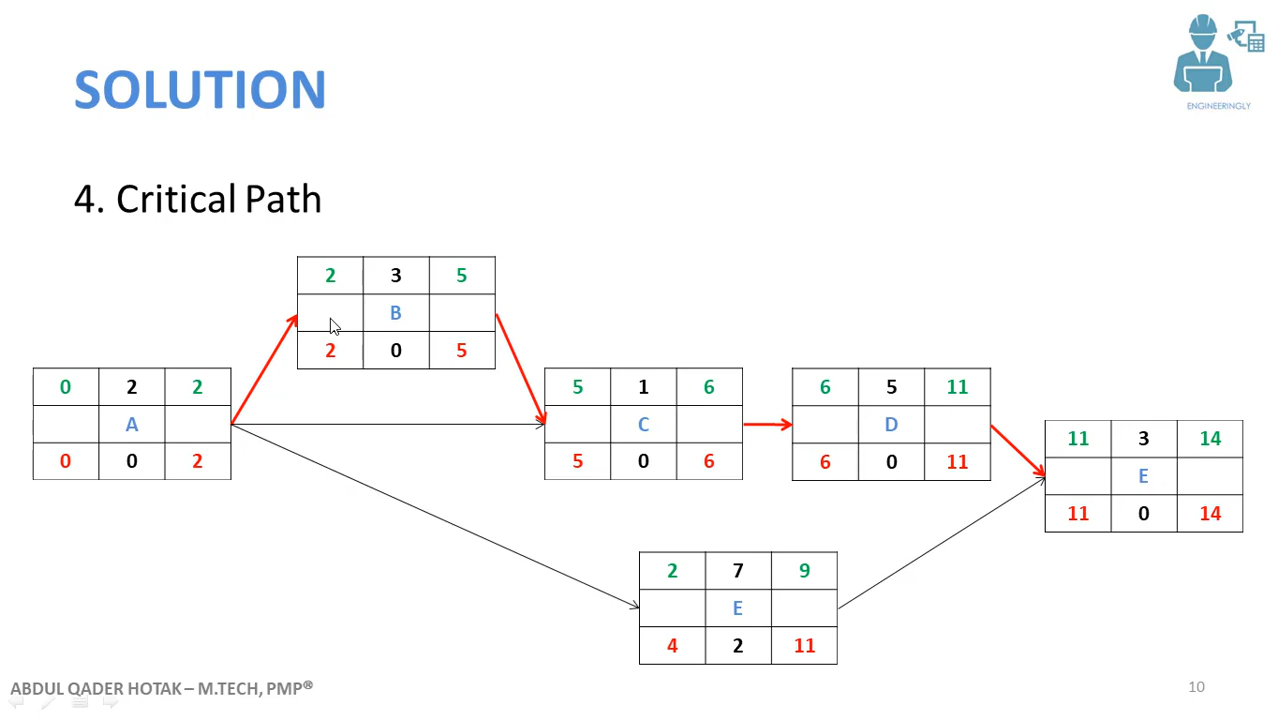 ENGINEERINGLY
SOLUTION
4. Critical Path
2 3 5
B
2 0 5
0 2 2
A
0 0 2
5 1 6
C
5 0 6
6 5 11
D
6 0 11
11 3 14
E
11 0 14
2 7 9
E
4 2 11
ABDUL QADER HOTAK – M.TECH, PMP®
10